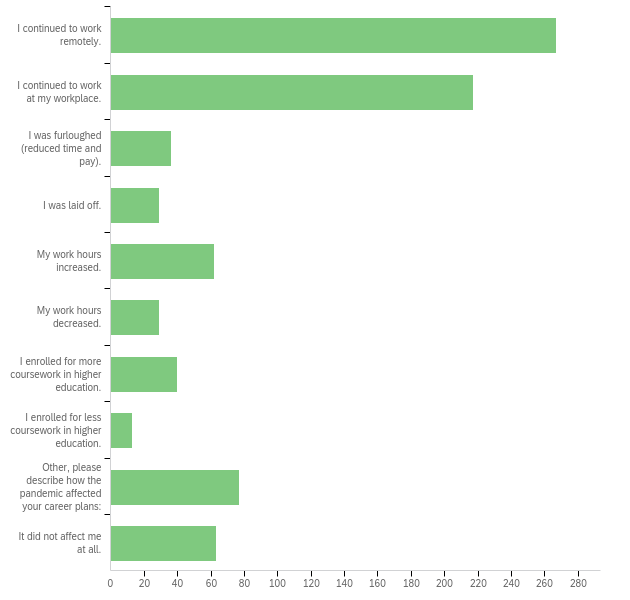 I continued to work
remotely.
I continued to work
at my workplace.
I was furloughed
(reduced time and
pay).
I was laid off.
My work hours
increased.
My work hours
decreased.
I enrolled for more
coursework in higher
education.
I enrolled for less
coursework in higher
education.
Other, please
describe how the
pandemic affected
your career plans:
It did not affect me
at all.
0 20 40 60 80 100 120 140 160 180 200 220 240 260 280